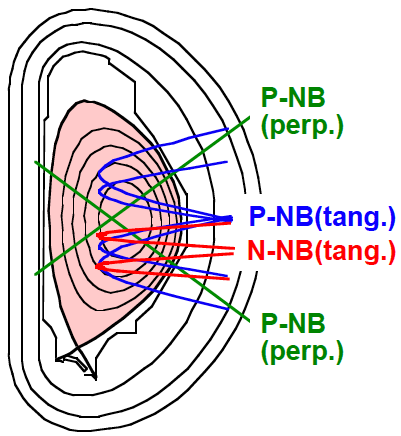 P-NB
(perp.)
P-NB(tang.)
N-NB(tang.)
P-NB
(perp.)